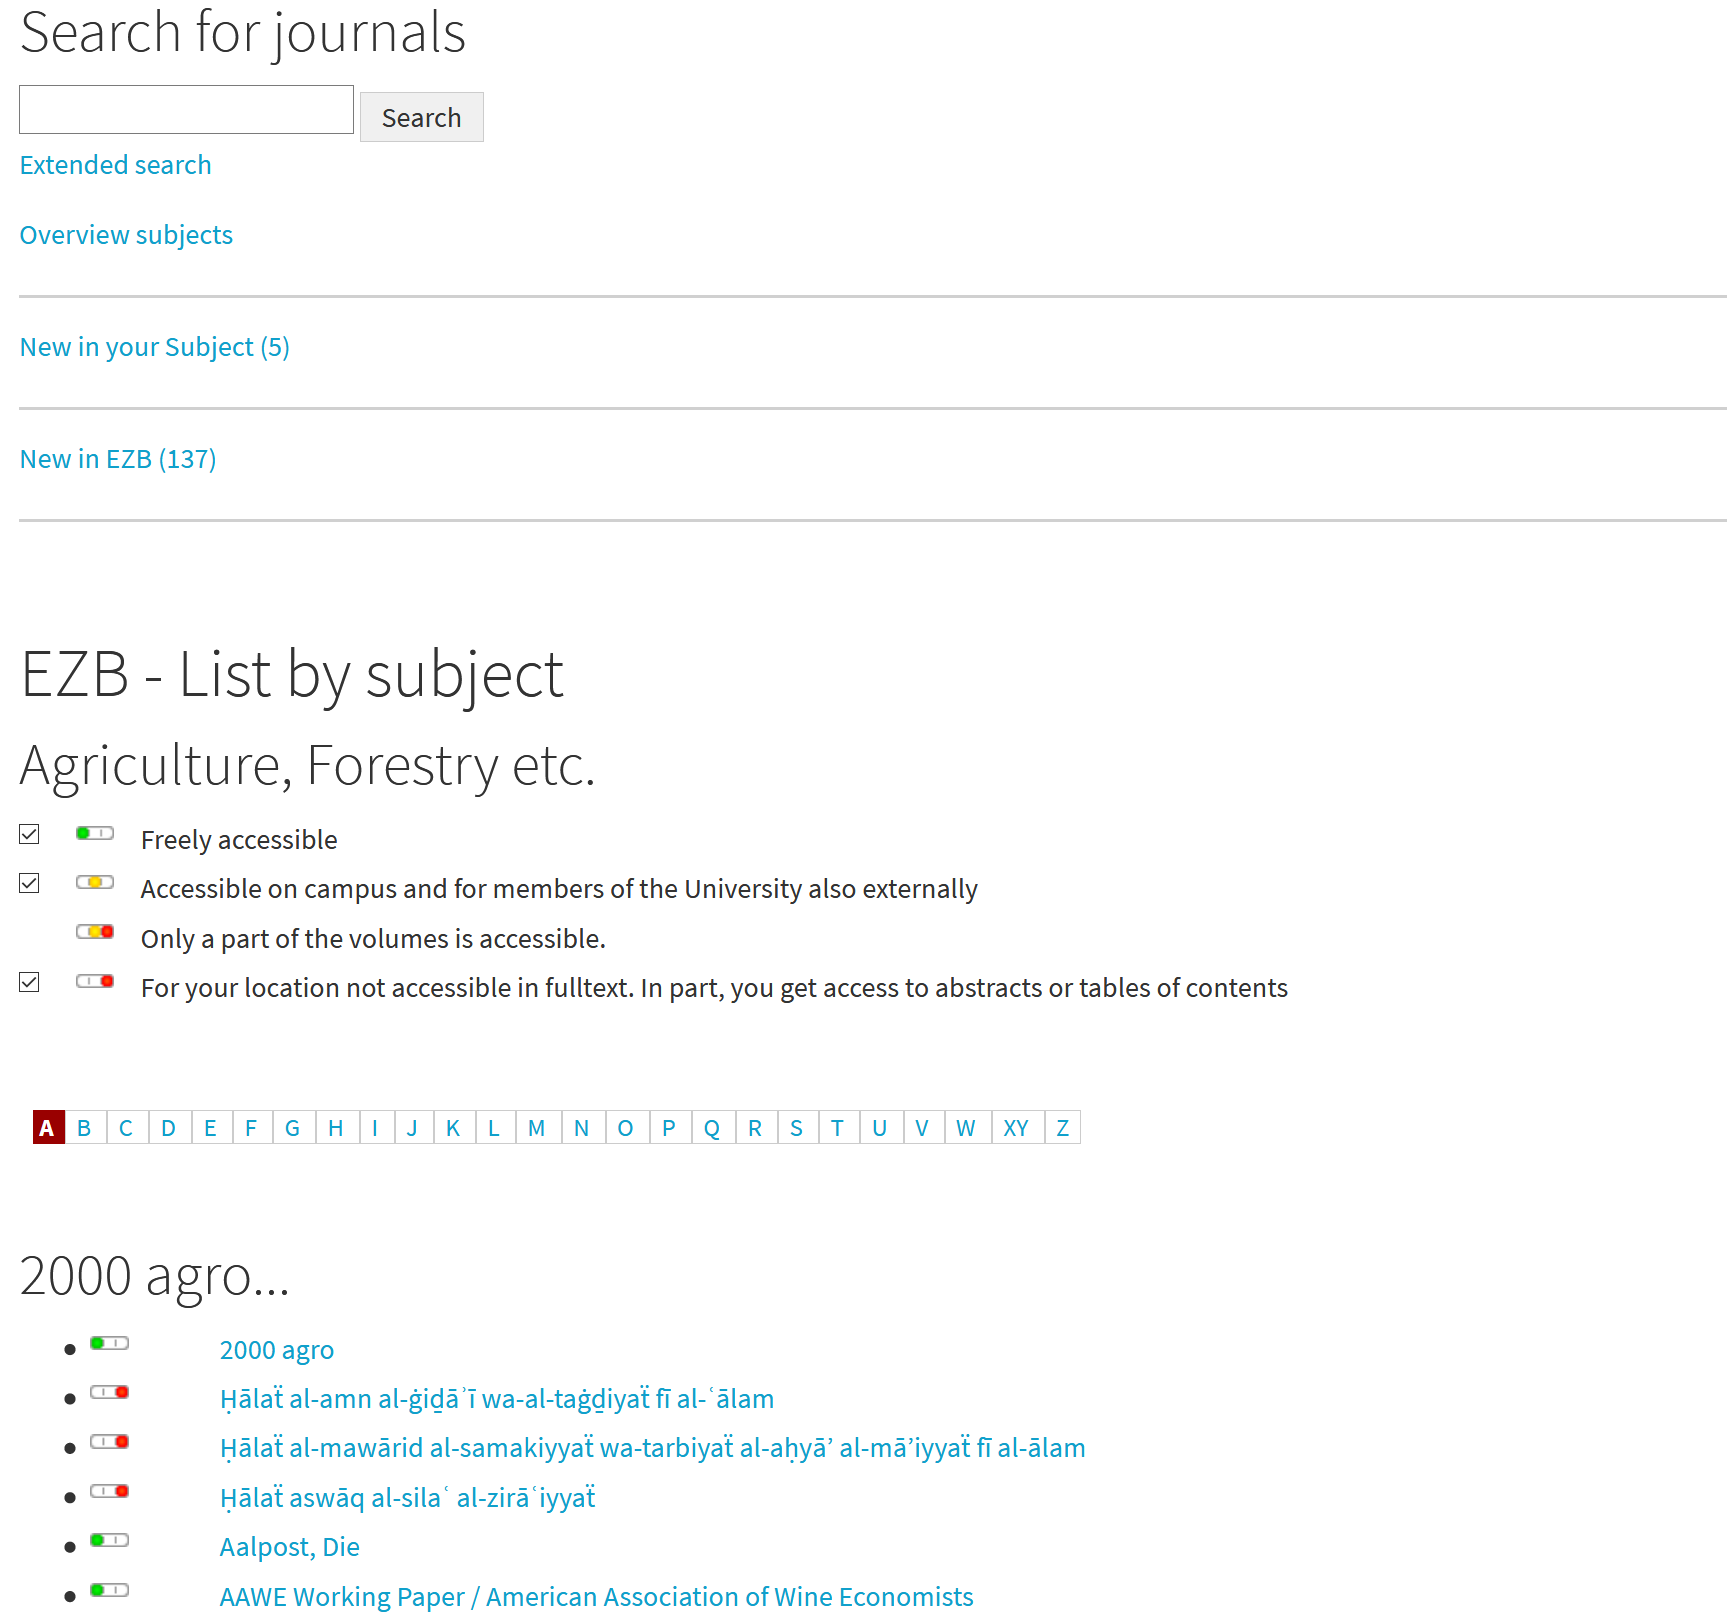 Search for journals
Search
Extended search
Overview subjects
New in your Subject (5)
New in EZB (137)
EZB - List by subject
Agriculture, Forestry etc.
Freely accessible
Accessible on campus and for members of the University also externally
Only a part of the volumes is accessible.
For your location not accessible in fulltext. In part, you get access to abstracts or tables of contents
A B C D E F G H I J K L M N O P Q R S T U V W XY Z
2000 agro...
2000 agro
Ḥālaẗ al-amn al-ġiḏāʾī wa-al-taġḏiyaẗ fī al-ʿālam
Ḥālaẗ al-mawārid al-samakiyyaẗ wa-tarbiyaẗ al-aḥyā’ al-mā’iyyaẗ fī al-ālam
Ḥālaẗ aswāq al-silaʿ al-zirāʿiyyaẗ
Aalpost, Die
AAWE Working Paper / American Association of Wine Economists